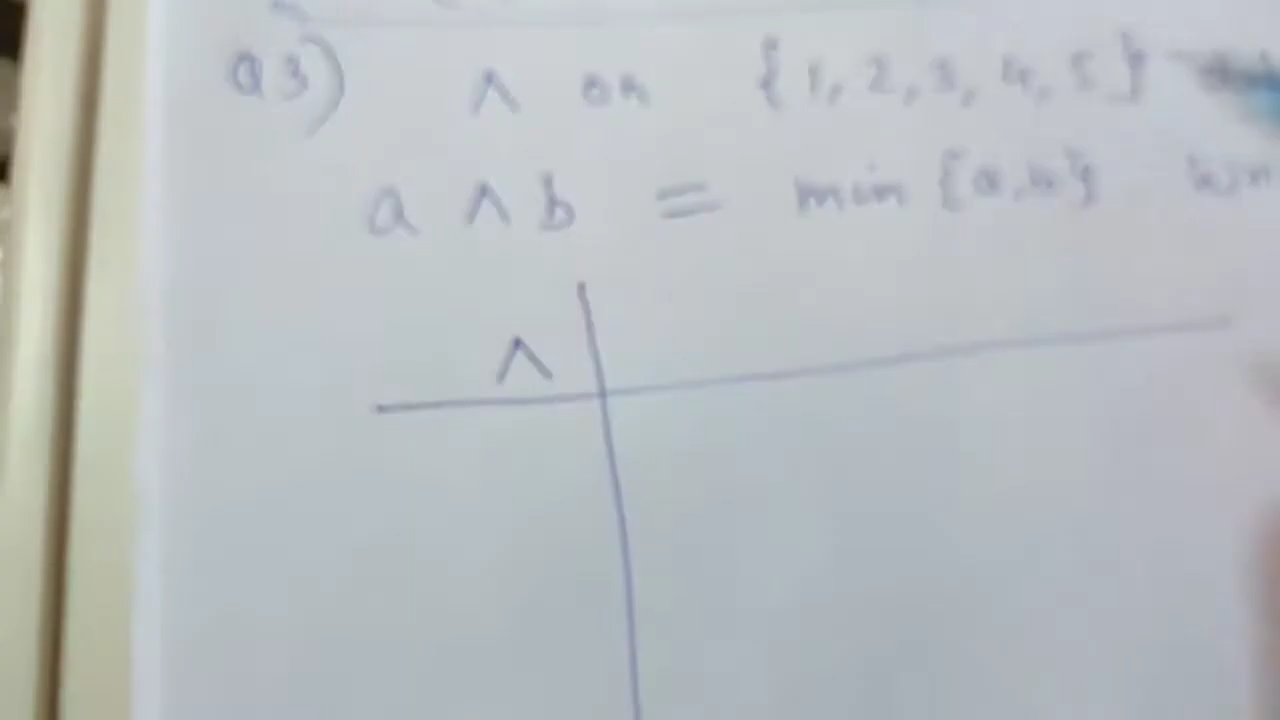 Q3) ∧ on {1, 2, 3, 4, 5}
a ∧ b = min {a, b}
∧